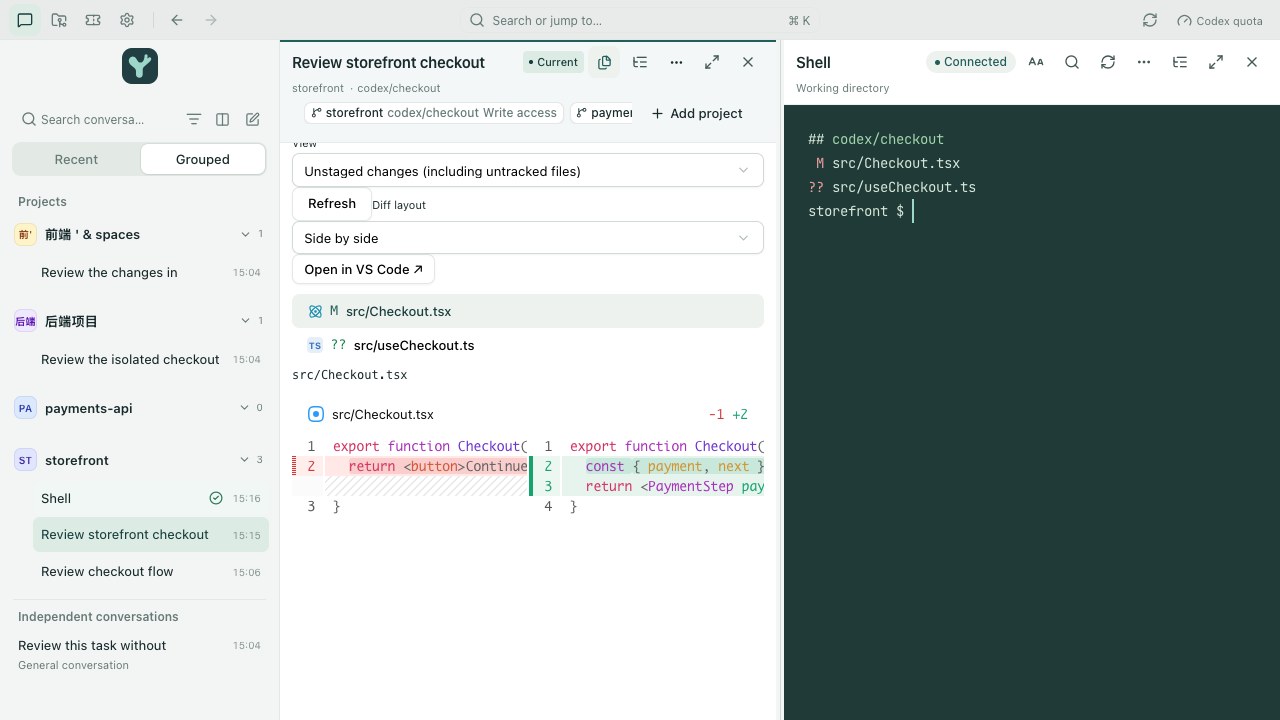 Search or jump to...
⌘ K
Codex quota
Search conversa...
Recent
Grouped
Projects
前' 前端 ' & spaces 1
Review the changes in 15:04
后端 后端项目 1
Review the isolated checkout 15:04
PA payments-api 0
ST storefront 3
Shell 15:16
Review storefront checkout 15:15
Review checkout flow 15:06
Independent conversations
Review this task without 15:04
General conversation
Review storefront checkout
Current
storefront · codex/checkout
storefront codex/checkout Write access
paymer
+ Add project
View
Unstaged changes (including untracked files)
Refresh
Diff layout
Side by side
Open in VS Code ↗
M src/Checkout.tsx
TS ?? src/useCheckout.ts
src/Checkout.tsx
src/Checkout.tsx -1 +2
1 export function Checkout(
2 return <button>Continue
3 }
1 export function Checkout(
2 const { payment, next }
3 return <PaymentStep pay
4 }
Shell
Connected
AA
Working directory
## codex/checkout
M src/Checkout.tsx
?? src/useCheckout.ts
storefront $